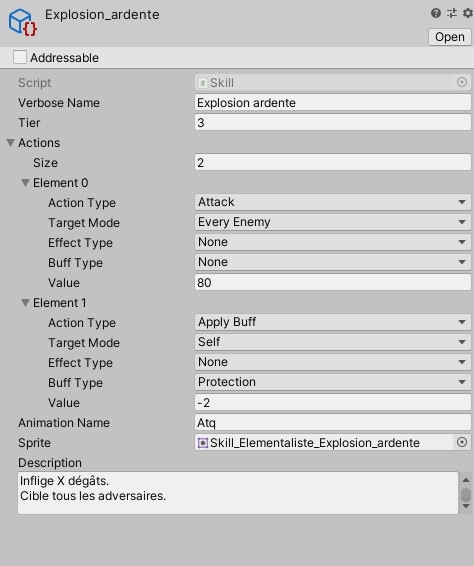 Explosion_ardente
Open
Addressable
Script Skill
Verbose Name Explosion ardente
Tier 3
Actions
Size 2
Element 0
Action Type Attack
Target Mode Every Enemy
Effect Type None
Buff Type None
Value 80
Element 1
Action Type Apply Buff
Target Mode Self
Effect Type None
Buff Type Protection
Value -2
Animation Name Atq
Sprite Skill_Elementaliste_Explosion_ardente
Description
Inflige X dégâts.
Cible tous les adversaires.